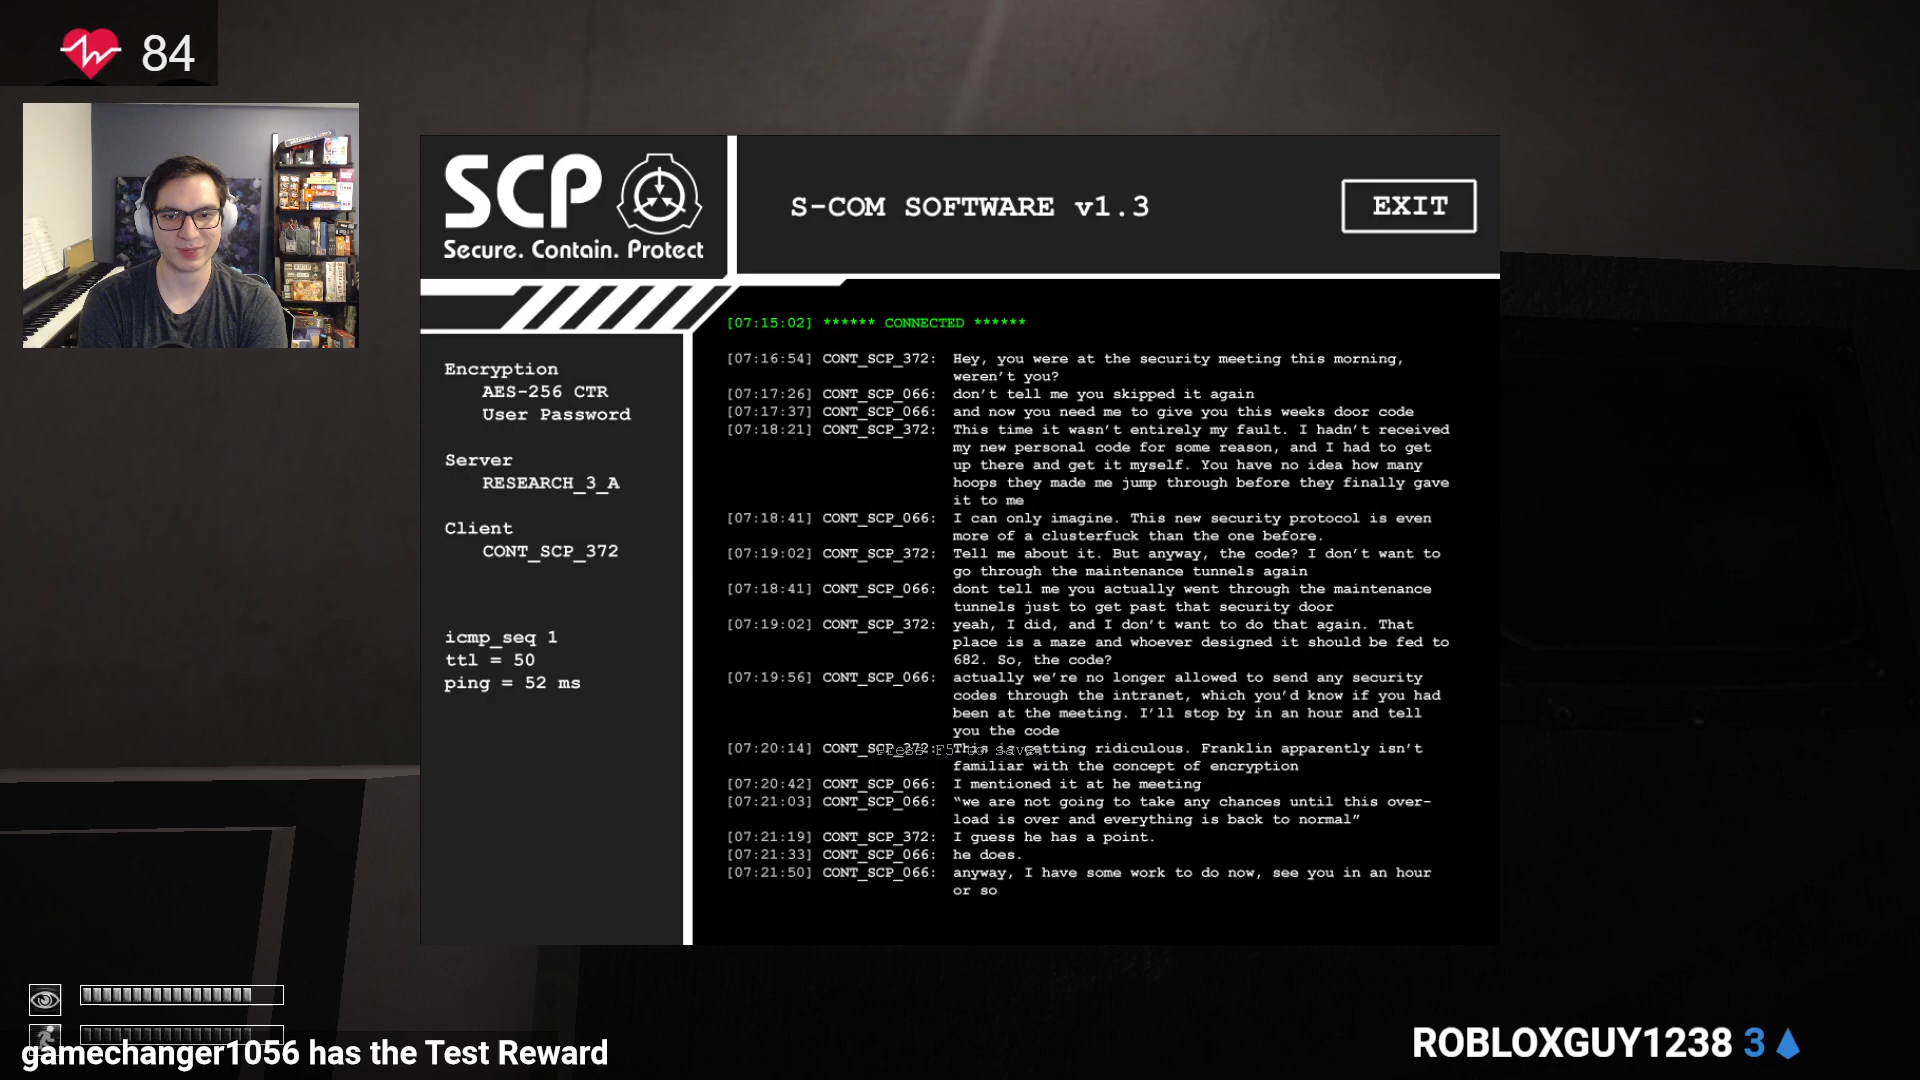 84
SCP
Secure. Contain. Protect
S-COM SOFTWARE v1.3
EXIT
Encryption
AES-256 CTR
User Password
Server
RESEARCH_3_A
Client
CONT_SCP_372
icmp_seq 1
ttl = 50
ping = 52 ms
[07:15:02] ****** CONNECTED ******
[07:16:54] CONT_SCP_372: Hey, you were at the security meeting this morning,
weren't you?
[07:17:26] CONT_SCP_066: don't tell me you skipped it again
[07:17:37] CONT_SCP_066: and now you need me to give you this weeks door code
[07:18:21] CONT_SCP_372: This time it wasn't entirely my fault. I hadn't received
my new personal code for some reason, and I had to get
up there and get it myself. You have no idea how many
hoops they made me jump through before they finally gave
it to me
[07:18:41] CONT_SCP_066: I can only imagine. This new security protocol is even
more of a clusterfuck than the one before.
[07:19:02] CONT_SCP_372: Tell me about it. But anyway, the code? I don't want to
go through the maintenance tunnels again
[07:18:41] CONT_SCP_066: dont tell me you actually went through the maintenance
tunnels just to get past that security door
[07:19:02] CONT_SCP_372: yeah, I did, and I don't want to do that again. That
place is a maze and whoever designed it should be fed to
682. So, the code?
[07:19:56] CONT_SCP_066: actually we're no longer allowed to send any security
codes through the intranet, which you'd know if you had
been at the meeting. I'll stop by in an hour and tell
you the code
[07:20:14] CONT_SCP_372: This is getting ridiculous. Franklin apparently isn't
Press F5 to save.
familiar with the concept of encryption
[07:20:42] CONT_SCP_066: I mentioned it at he meeting
[07:21:03] CONT_SCP_066: "we are not going to take any chances until this over-
load is over and everything is back to normal"
[07:21:19] CONT_SCP_372: I guess he has a point.
[07:21:33] CONT_SCP_066: he does.
[07:21:50] CONT_SCP_066: anyway, I have some work to do now, see you in an hour
or so
gamechanger1056 has the Test Reward
ROBLOXGUY1238 3